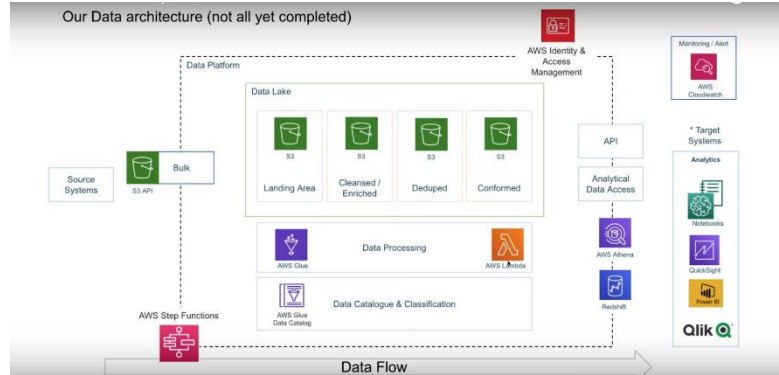 Our Data architecture (not all yet completed)
AWS Identity &
Access
Management
Monitoring / Alert
AWS
Cloudwatch
Data Platform
Data Lake
S3
Landing Area
S3
Cleansed /
Enriched
S3
Deduped
S3
Conformed
Source
Systems
S3 API
Bulk
API
Analytical
Data Access
* Target
Systems
Analytics
Notebooks
QuickSight
Power BI
Qlik
AWS Glue
Data Processing
AWS Lambda
AWS Athena
AWS Glue
Data Catalog
Data Catalogue & Classification
Redshift
AWS Step Functions
Data Flow